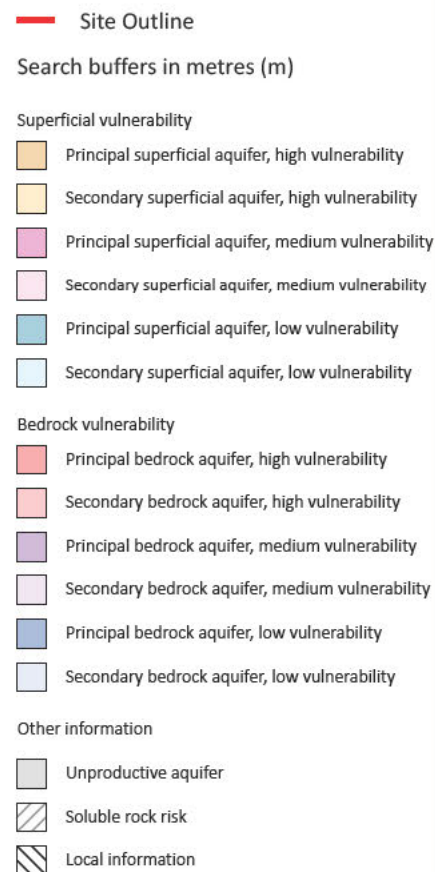 Site Outline
Search buffers in metres (m)
Superficial vulnerability
Principal superficial aquifer, high vulnerability
Secondary superficial aquifer, high vulnerability
Principal superficial aquifer, medium vulnerability
Secondary superficial aquifer, medium vulnerability
Principal superficial aquifer, low vulnerability
Secondary superficial aquifer, low vulnerability
Bedrock vulnerability
Principal bedrock aquifer, high vulnerability
Secondary bedrock aquifer, high vulnerability
Principal bedrock aquifer, medium vulnerability
Secondary bedrock aquifer, medium vulnerability
Principal bedrock aquifer, low vulnerability
Secondary bedrock aquifer, low vulnerability
Other information
Unproductive aquifer
Soluble rock risk
Local information